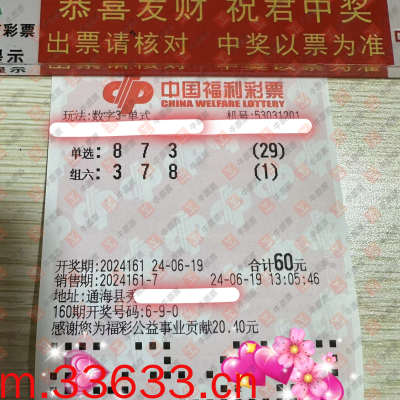 恭喜发财 祝君中奖
彩票
出票请核对 中奖以票为准
示
中国福利彩票
CHINA WELFARE LOTTERY
玩法:数字3-单式 机号:53031201
单选: 8 7 3 (29)
组六: 3 7 8 (1)
开奖期:2024161 24-06-19 合计60元
销售期:2024161-7 24-06-19 13:05:46
地址:通海县秀
160期开奖号码:6-9-0
感谢您为福彩公益事业贡献20.40元
m.33633.cn